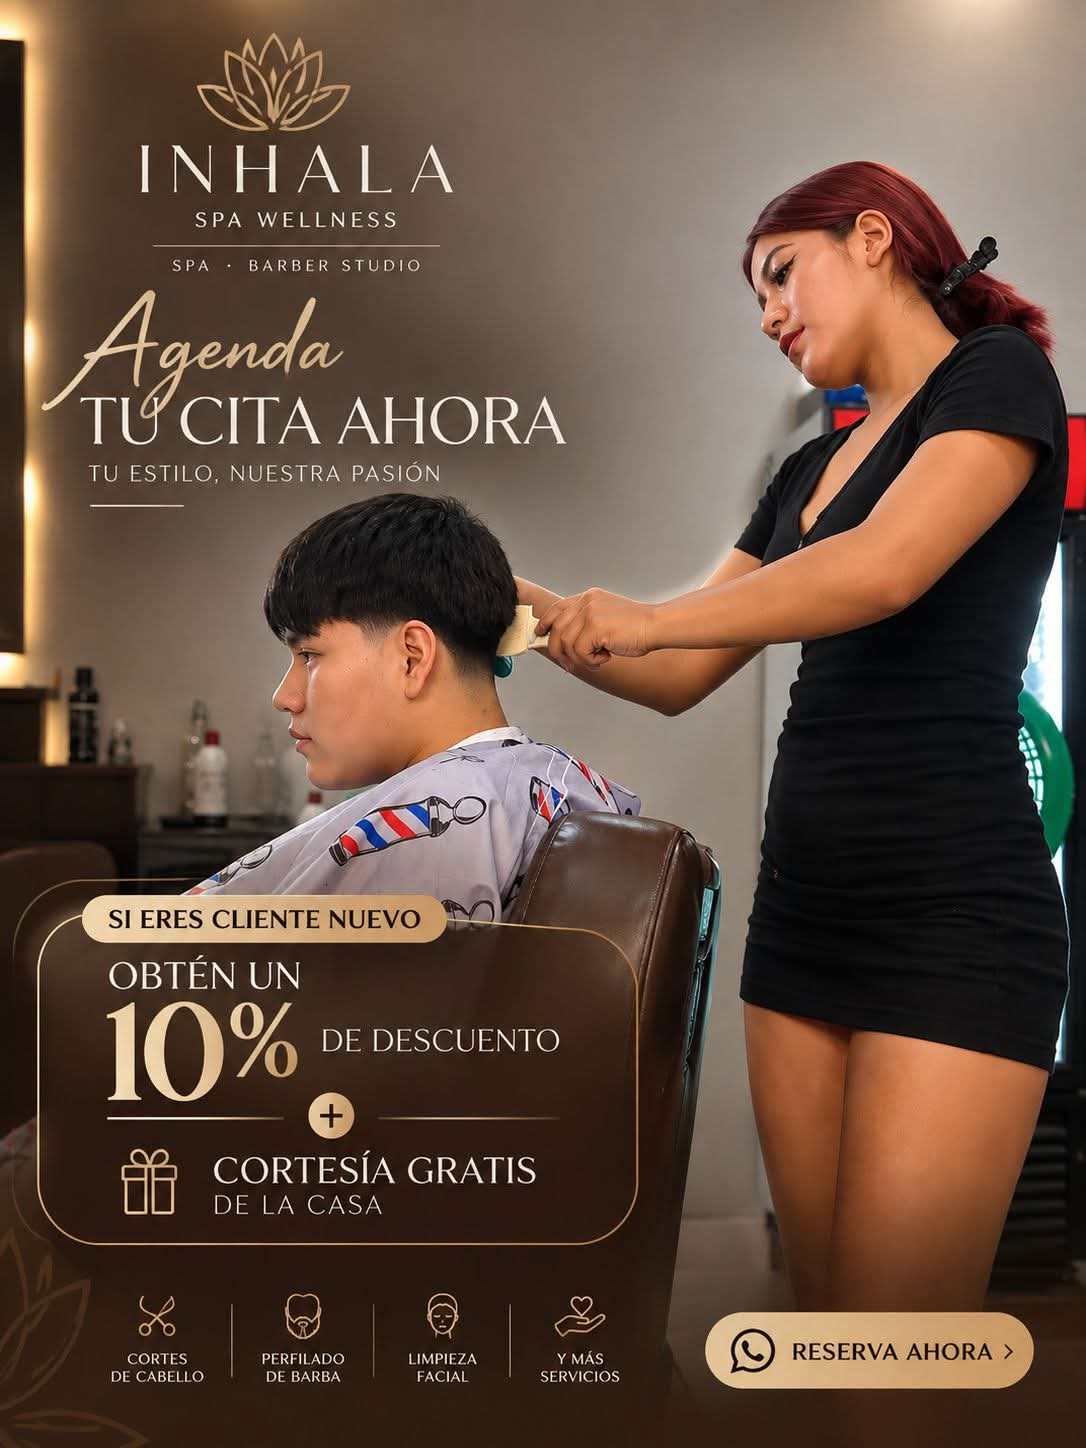 INHALA
SPA WELLNESS
SPA · BARBER STUDIO
Agenda
TU CITA AHORA
TU ESTILO, NUESTRA PASIÓN
SI ERES CLIENTE NUEVO
OBTÉN UN
10% DE DESCUENTO
+
CORTESÍA GRATIS
DE LA CASA
CORTES
DE CABELLO
PERFILADO
DE BARBA
LIMPIEZA
FACIAL
Y MÁS
SERVICIOS
RESERVA AHORA >